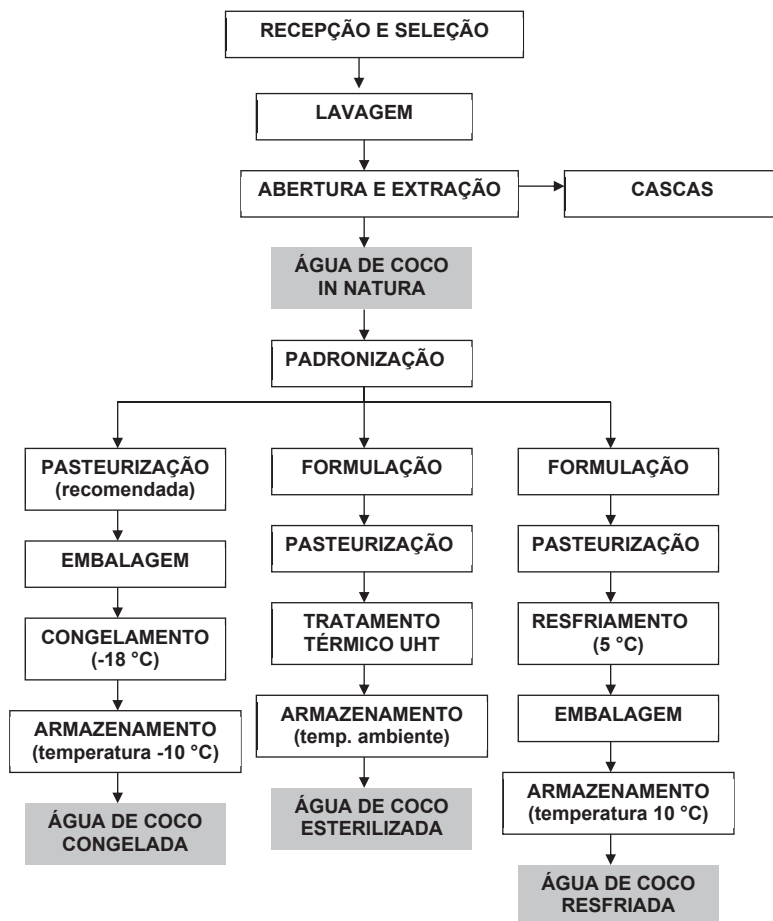 RECEPÇÃO E SELEÇÃO
LAVAGEM
ABERTURA E EXTRAÇÃO
CASCAS
ÁGUA DE COCO
IN NATURA
PADRONIZAÇÃO
PASTEURIZAÇÃO
(recomendada)
EMBALAGEM
CONGELAMENTO
(-18 °C)
ARMAZENAMENTO
(temperatura -10 °C)
ÁGUA DE COCO
CONGELADA
FORMULAÇÃO
PASTEURIZAÇÃO
TRATAMENTO
TÉRMICO UHT
ARMAZENAMENTO
(temp. ambiente)
ÁGUA DE COCO
ESTERILIZADA
FORMULAÇÃO
PASTEURIZAÇÃO
RESFRIAMENTO
(5 °C)
EMBALAGEM
ARMAZENAMENTO
(temperatura 10 °C)
ÁGUA DE COCO
RESFRIADA